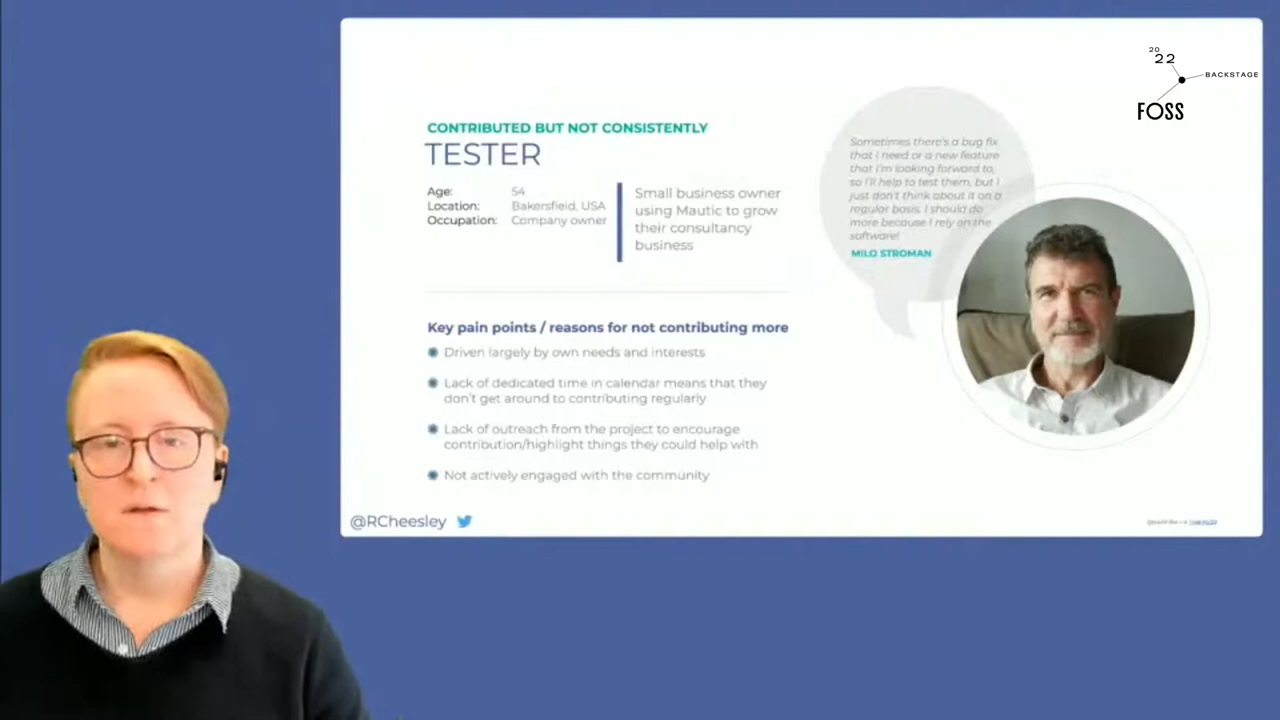 20
22
BACKSTAGE
FOSS
CONTRIBUTED BUT NOT CONSISTENTLY
TESTER
Age: 54
Location: Bakersfield, USA
Occupation: Company owner
Small business owner
using Mautic to grow
their consultancy
business
Sometimes there's a bug fix
that I need or a new feature
that I'm looking forward to,
so I'll help to test them, but I
just don't think about it on a
regular basis. I should do
more because I rely on the
software!
MILO STROMAN
Key pain points / reasons for not contributing more
Driven largely by own needs and interests
Lack of dedicated time in calendar means that they
don't get around to contributing regularly
Lack of outreach from the project to encourage
contribution/highlight things they could help with
Not actively engaged with the community
@RCheesley